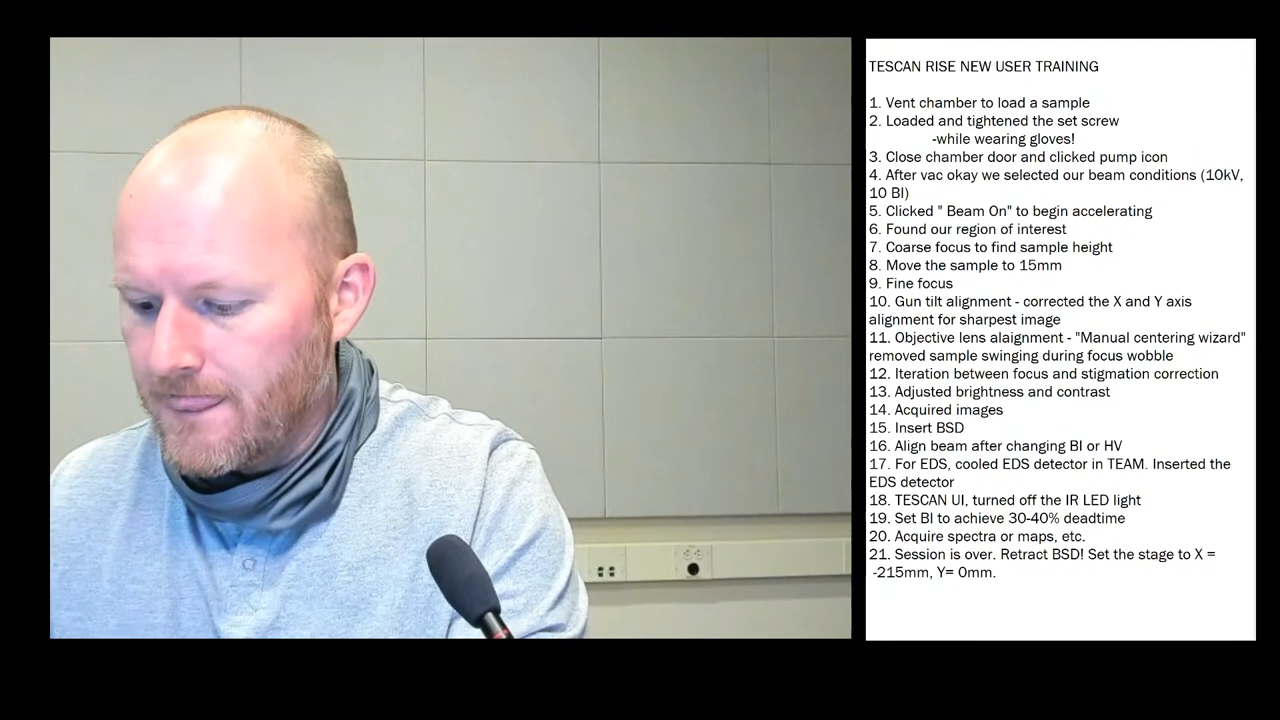 TESCAN RISE NEW USER TRAINING
1. Vent chamber to load a sample
2. Loaded and tightened the set screw
-while wearing gloves!
3. Close chamber door and clicked pump icon
4. After vac okay we selected our beam conditions (10kV,
10 BI)
5. Clicked " Beam On" to begin accelerating
6. Found our region of interest
7. Coarse focus to find sample height
8. Move the sample to 15mm
9. Fine focus
10. Gun tilt alignment - corrected the X and Y axis
alignment for sharpest image
11. Objective lens alaignment - "Manual centering wizard"
removed sample swinging during focus wobble
12. Iteration between focus and stigmation correction
13. Adjusted brightness and contrast
14. Acquired images
15. Insert BSD
16. Align beam after changing BI or HV
17. For EDS, cooled EDS detector in TEAM. Inserted the
EDS detector
18. TESCAN UI, turned off the IR LED light
19. Set BI to achieve 30-40% deadtime
20. Acquire spectra or maps, etc.
21. Session is over. Retract BSD! Set the stage to X =
-215mm, Y= 0mm.